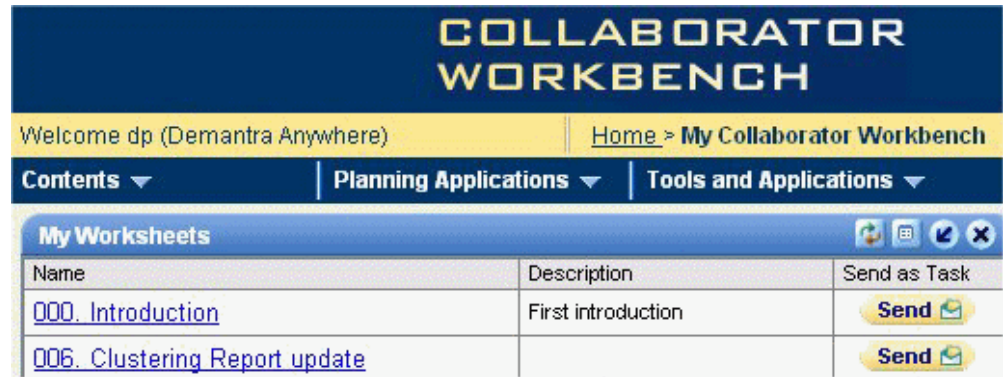 COLLABORATOR
WORKBENCH
Welcome dp (Demantra Anywhere) Home > My Collaborator Workbench
Contents Planning Applications Tools and Applications
My Worksheets
Name Description Send as Task
000. Introduction First introduction Send
006. Clustering Report update Send